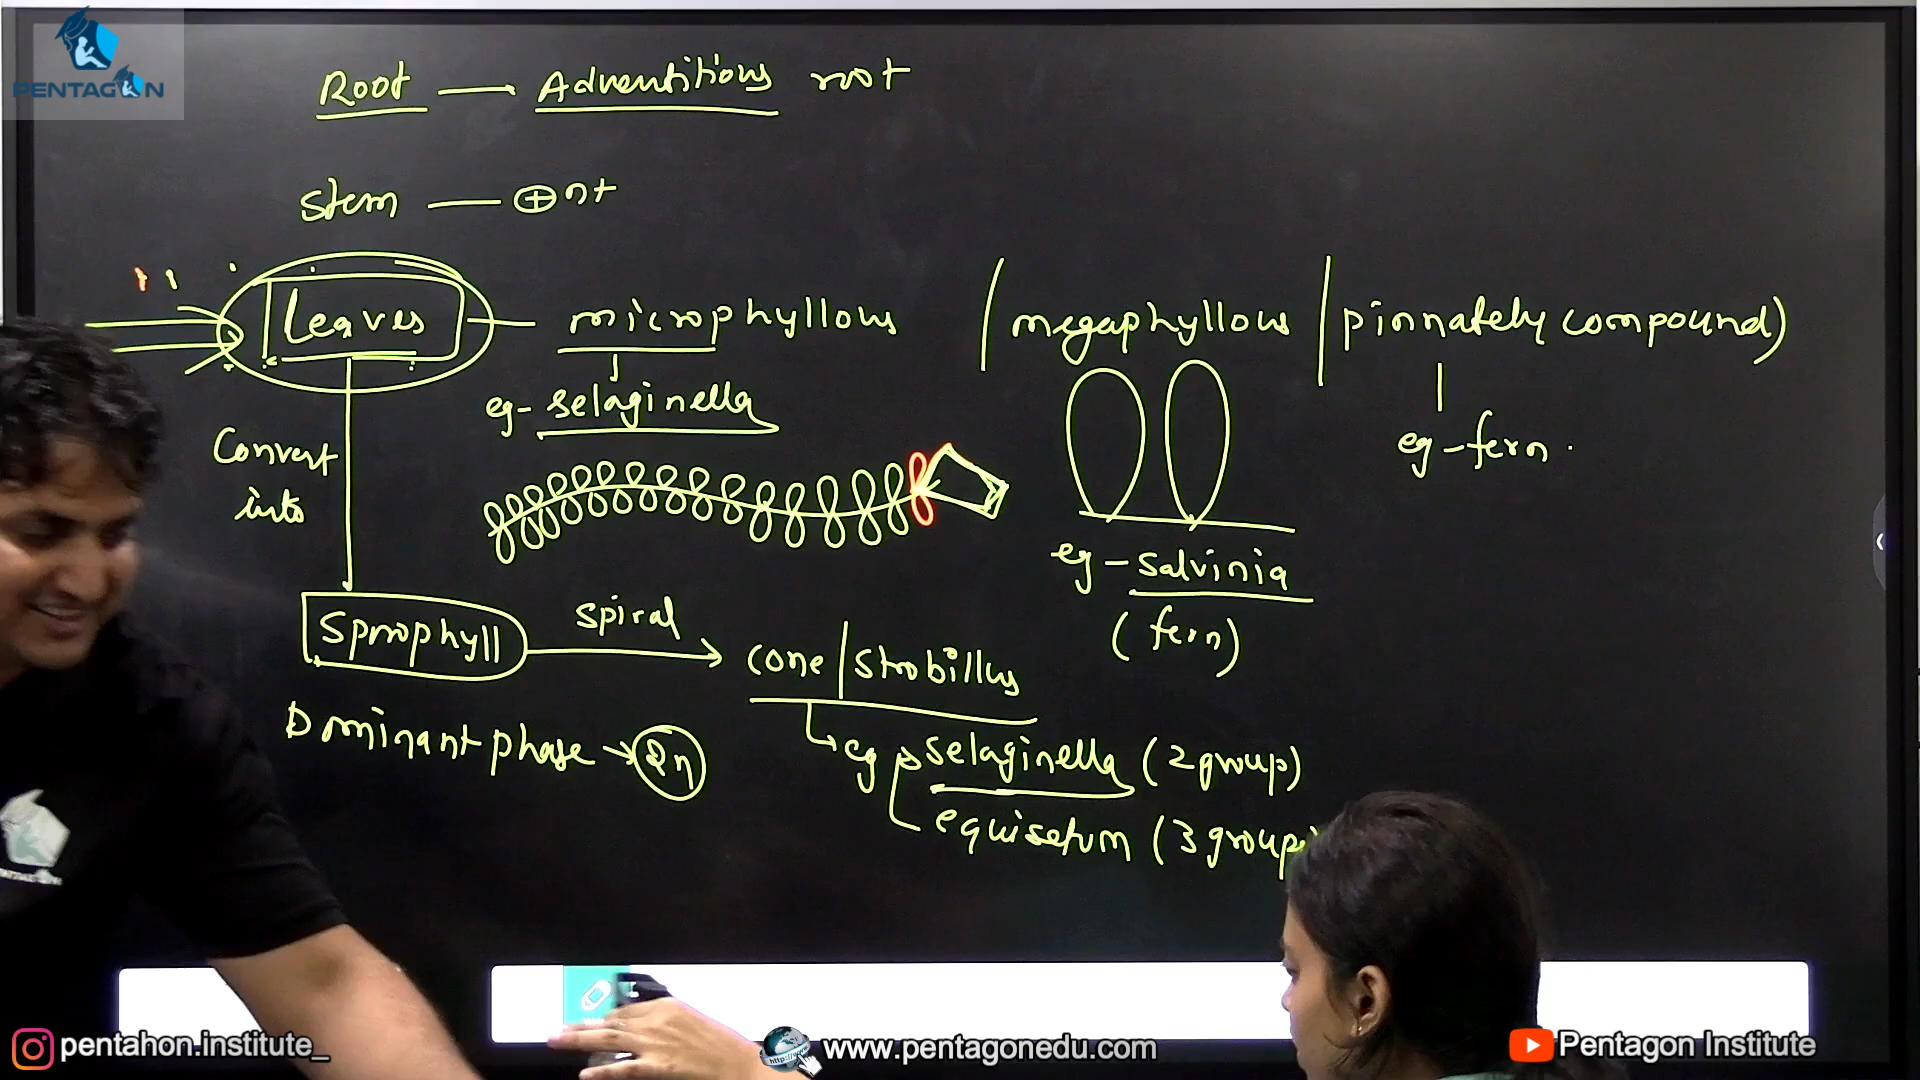 PENTAGON
Root — Adventitious root
stem — ⊕nt
Leaves — microphyllous / megaphyllous | pinnately compound)
eg - selaginella
eg - fern.
Convert
into
eg - salvinia
(fern)
Sporophyll spiral → cone / Strobillus
Dominant phase → 2n
eg → selaginella (2 group)
equisetum (3 group
pentahon.institute_
http://www
www.pentagonedu.com
Pentagon Institute